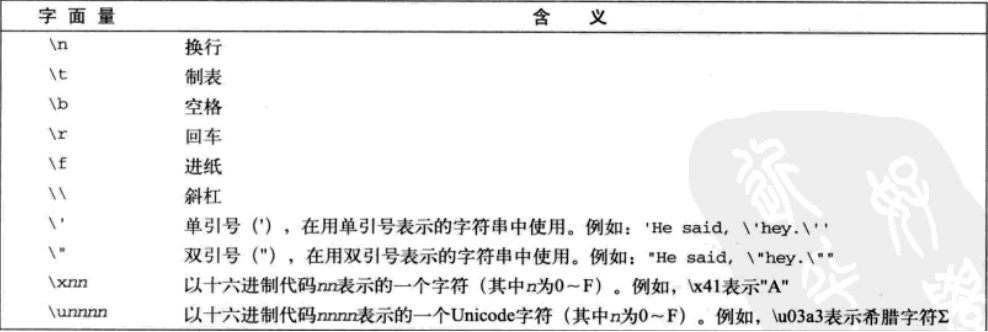 字面量 含义
\n 换行
\t 制表
\b 空格
\r 回车
\f 进纸
\\ 斜杠
\' 单引号（'），在用单引号表示的字符串中使用。例如：'He said, \'hey.\''
\" 双引号（"），在用双引号表示的字符串中使用。例如："He said, \"hey.\""
\xnn 以十六进制代码nn表示的一个字符（其中n为0～F）。例如，\x41表示"A"
\unnnn 以十六进制代码nnnn表示的一个Unicode字符（其中n为0～F）。例如，\u03a3表示希腊字符Σ